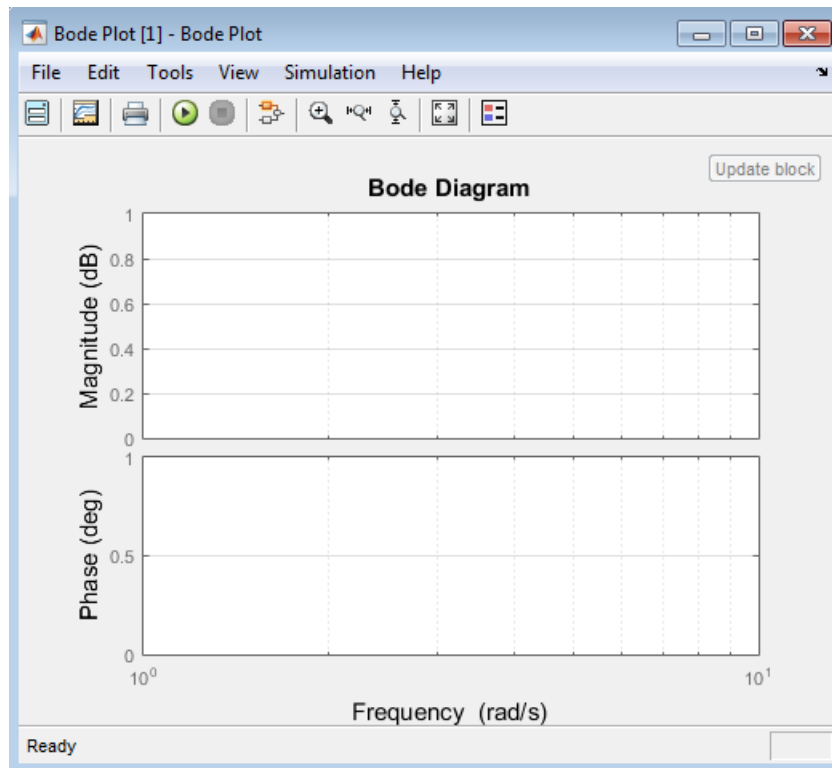 Bode Plot [1] - Bode Plot
File Edit Tools View Simulation Help
Update block
Bode Diagram
Magnitude (dB)
1
0.8
0.6
0.4
0.2
0
Phase (deg)
1
0.5
0
10⁰ 10¹
Frequency (rad/s)
Ready